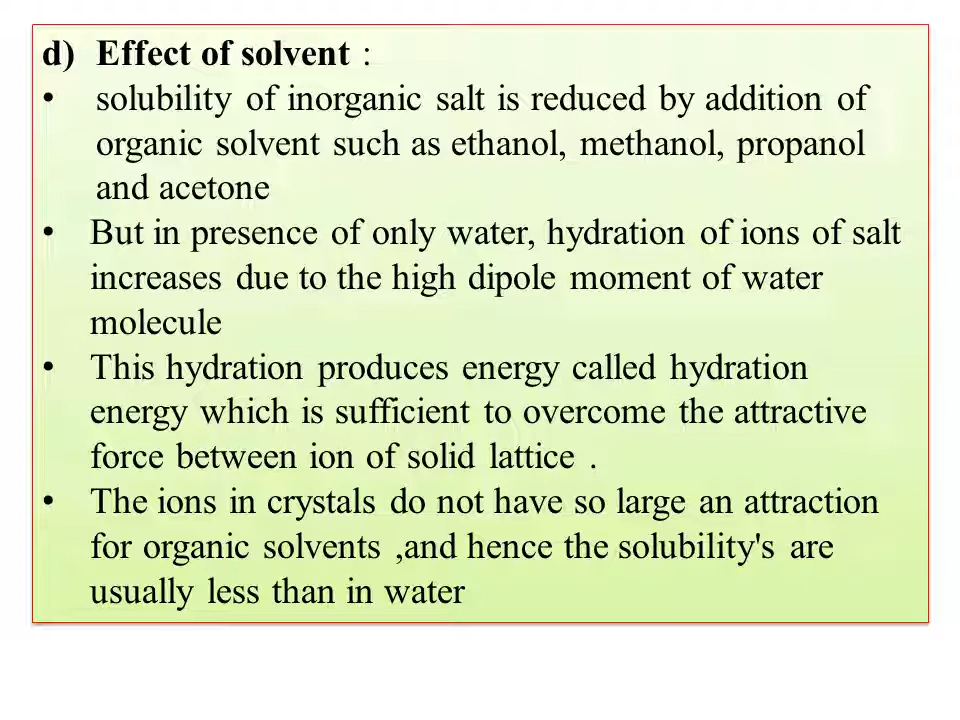 d) Effect of solvent :
• solubility of inorganic salt is reduced by addition of
organic solvent such as ethanol, methanol, propanol
and acetone
• But in presence of only water, hydration of ions of salt
increases due to the high dipole moment of water
molecule
• This hydration produces energy called hydration
energy which is sufficient to overcome the attractive
force between ion of solid lattice .
• The ions in crystals do not have so large an attraction
for organic solvents ,and hence the solubility's are
usually less than in water